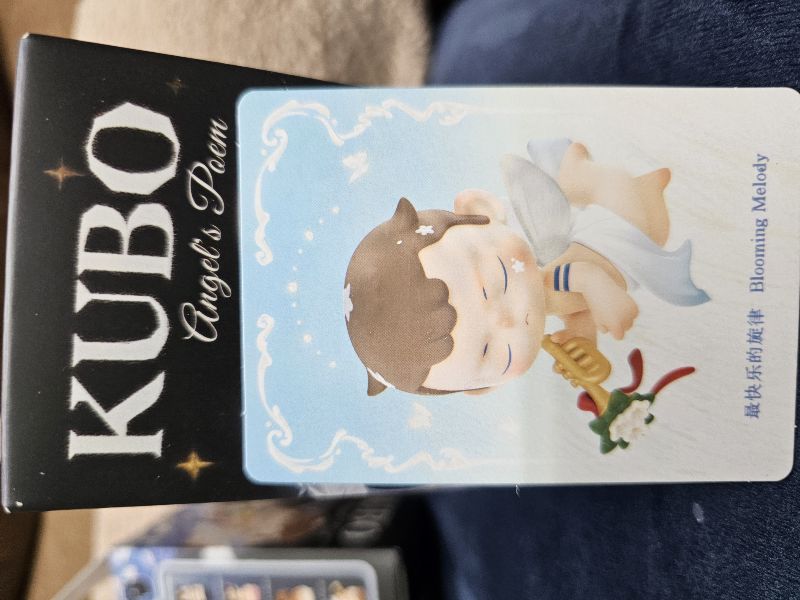 KUBO
Angel's Poem
最快乐的旋律 Blooming Melody